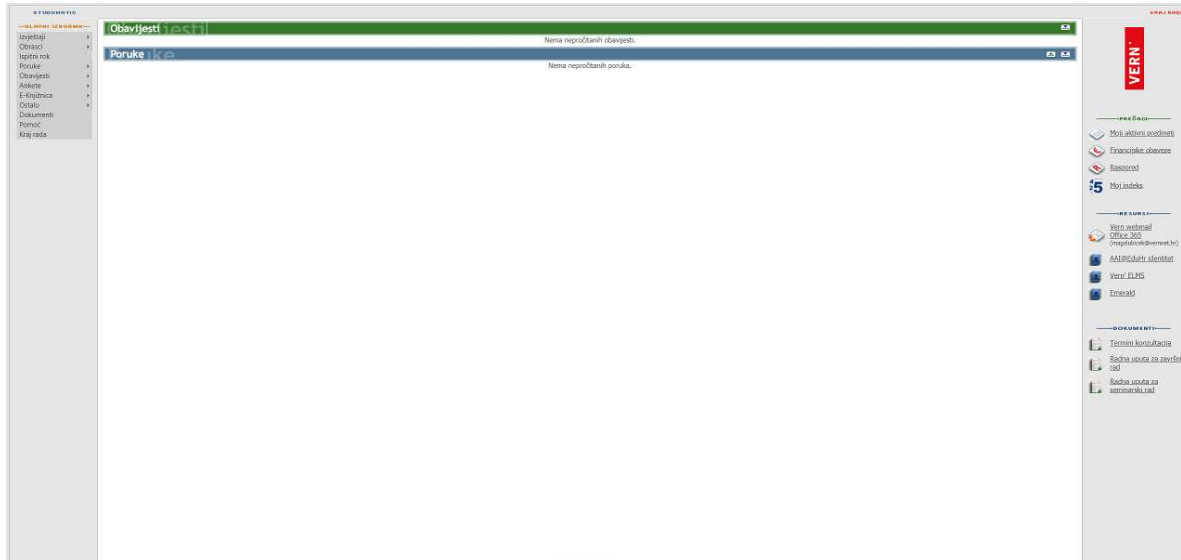 STUDOMATIC
KRAJ RADA
GLAVNI IZBORNIK
Izvještaji
Obrasci
Ispitni rok
Poruke
Obavijesti
Ankete
E-Knjižnica
Ostalo
Dokumenti
Pomoć
Kraj rada
Obavijesti
Nema nepročitanih obavijesti.
Poruke
Nema nepročitanih poruka.
VERN'
PREČACI
Moji aktivni predmeti
Financijske obaveze
Raspored
Moj indeks
RESURSI
Vern webmail
Office 365
AAI@EduHr identitet
Vern' ELMS
Emerald
DOKUMENTI
Termini konzultacija
Radna uputa za završni
rad
Radna uputa za
seminarski rad